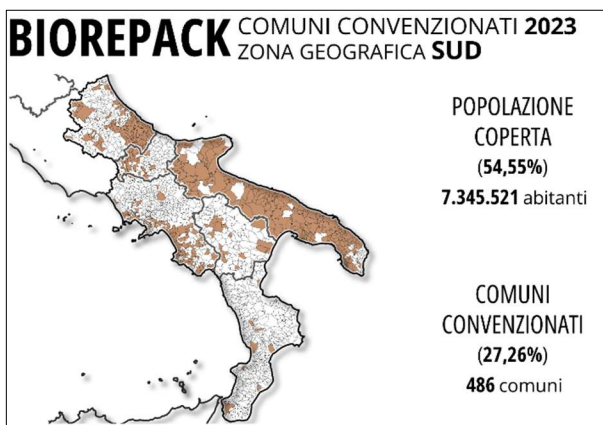 BIOREPACK COMUNI CONVENZIONATI 2023
ZONA GEOGRAFICA SUD
POPOLAZIONE
COPERTA
(54,55%)
7.345.521 abitanti
COMUNI
CONVENZIONATI
(27,26%)
486 comuni